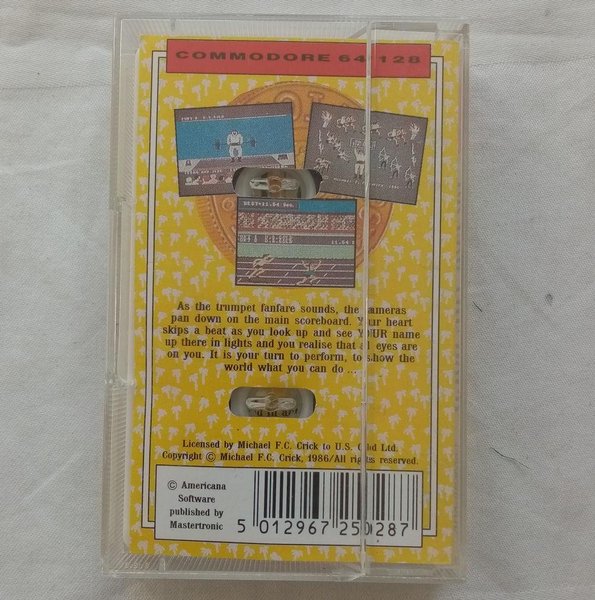 COMMODORE 64/128
As the trumpet fanfare sounds, the cameras
pan down on the main scoreboard. Your heart
skips a beat as you look up and see YOUR name
up there in lights and you realise that all eyes are
on you. It is your turn to perform, to show the
world what you can do ...
Licensed by Michael F.C. Crick to U.S. Gold Ltd.
Copyright © Michael F.C. Crick, 1986/All rights reserved.
© Americana
Software
published by
Mastertronic
5 012967 250287